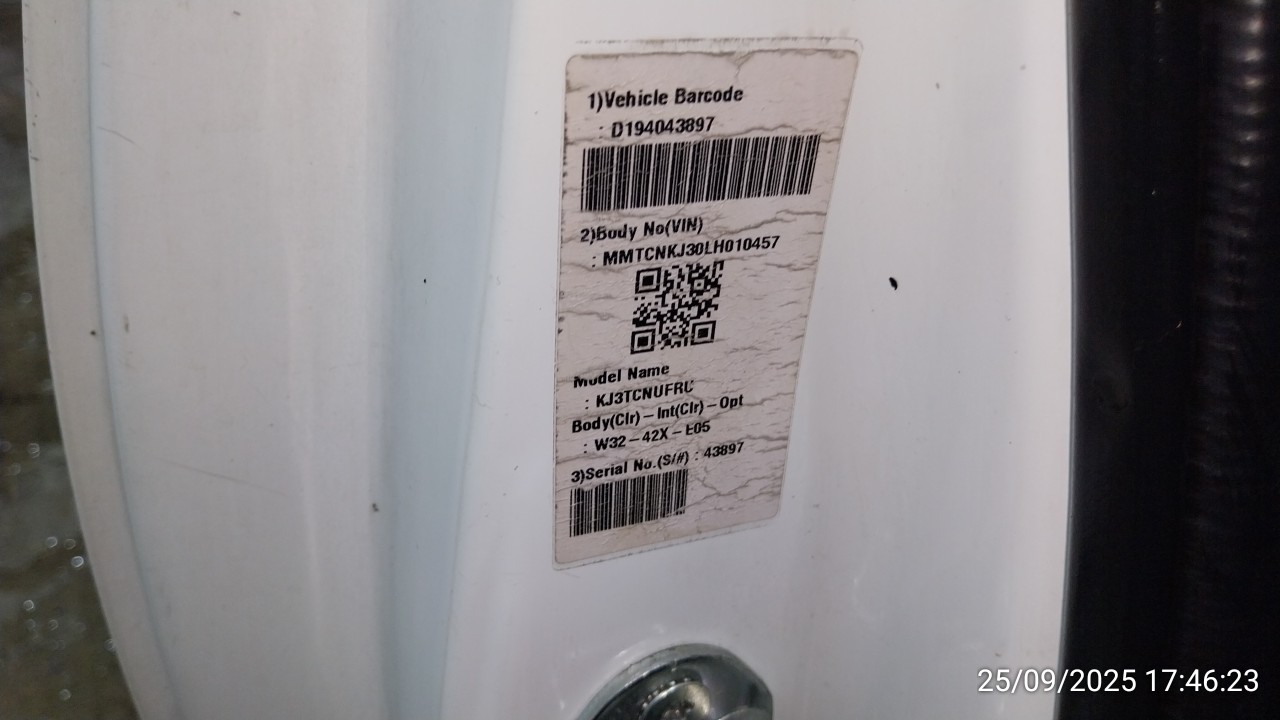 1)Vehicle Barcode
: D194043897
2)Body No(VIN)
: MMTCNKJ30LH010457
Model Name
: KJ3TCNUFRU
Body(Clr) – Int(Clr) – Opt
: W32 – 42X – E05
3)Serial No.(S/#) : 43897
25/09/2025 17:46:23